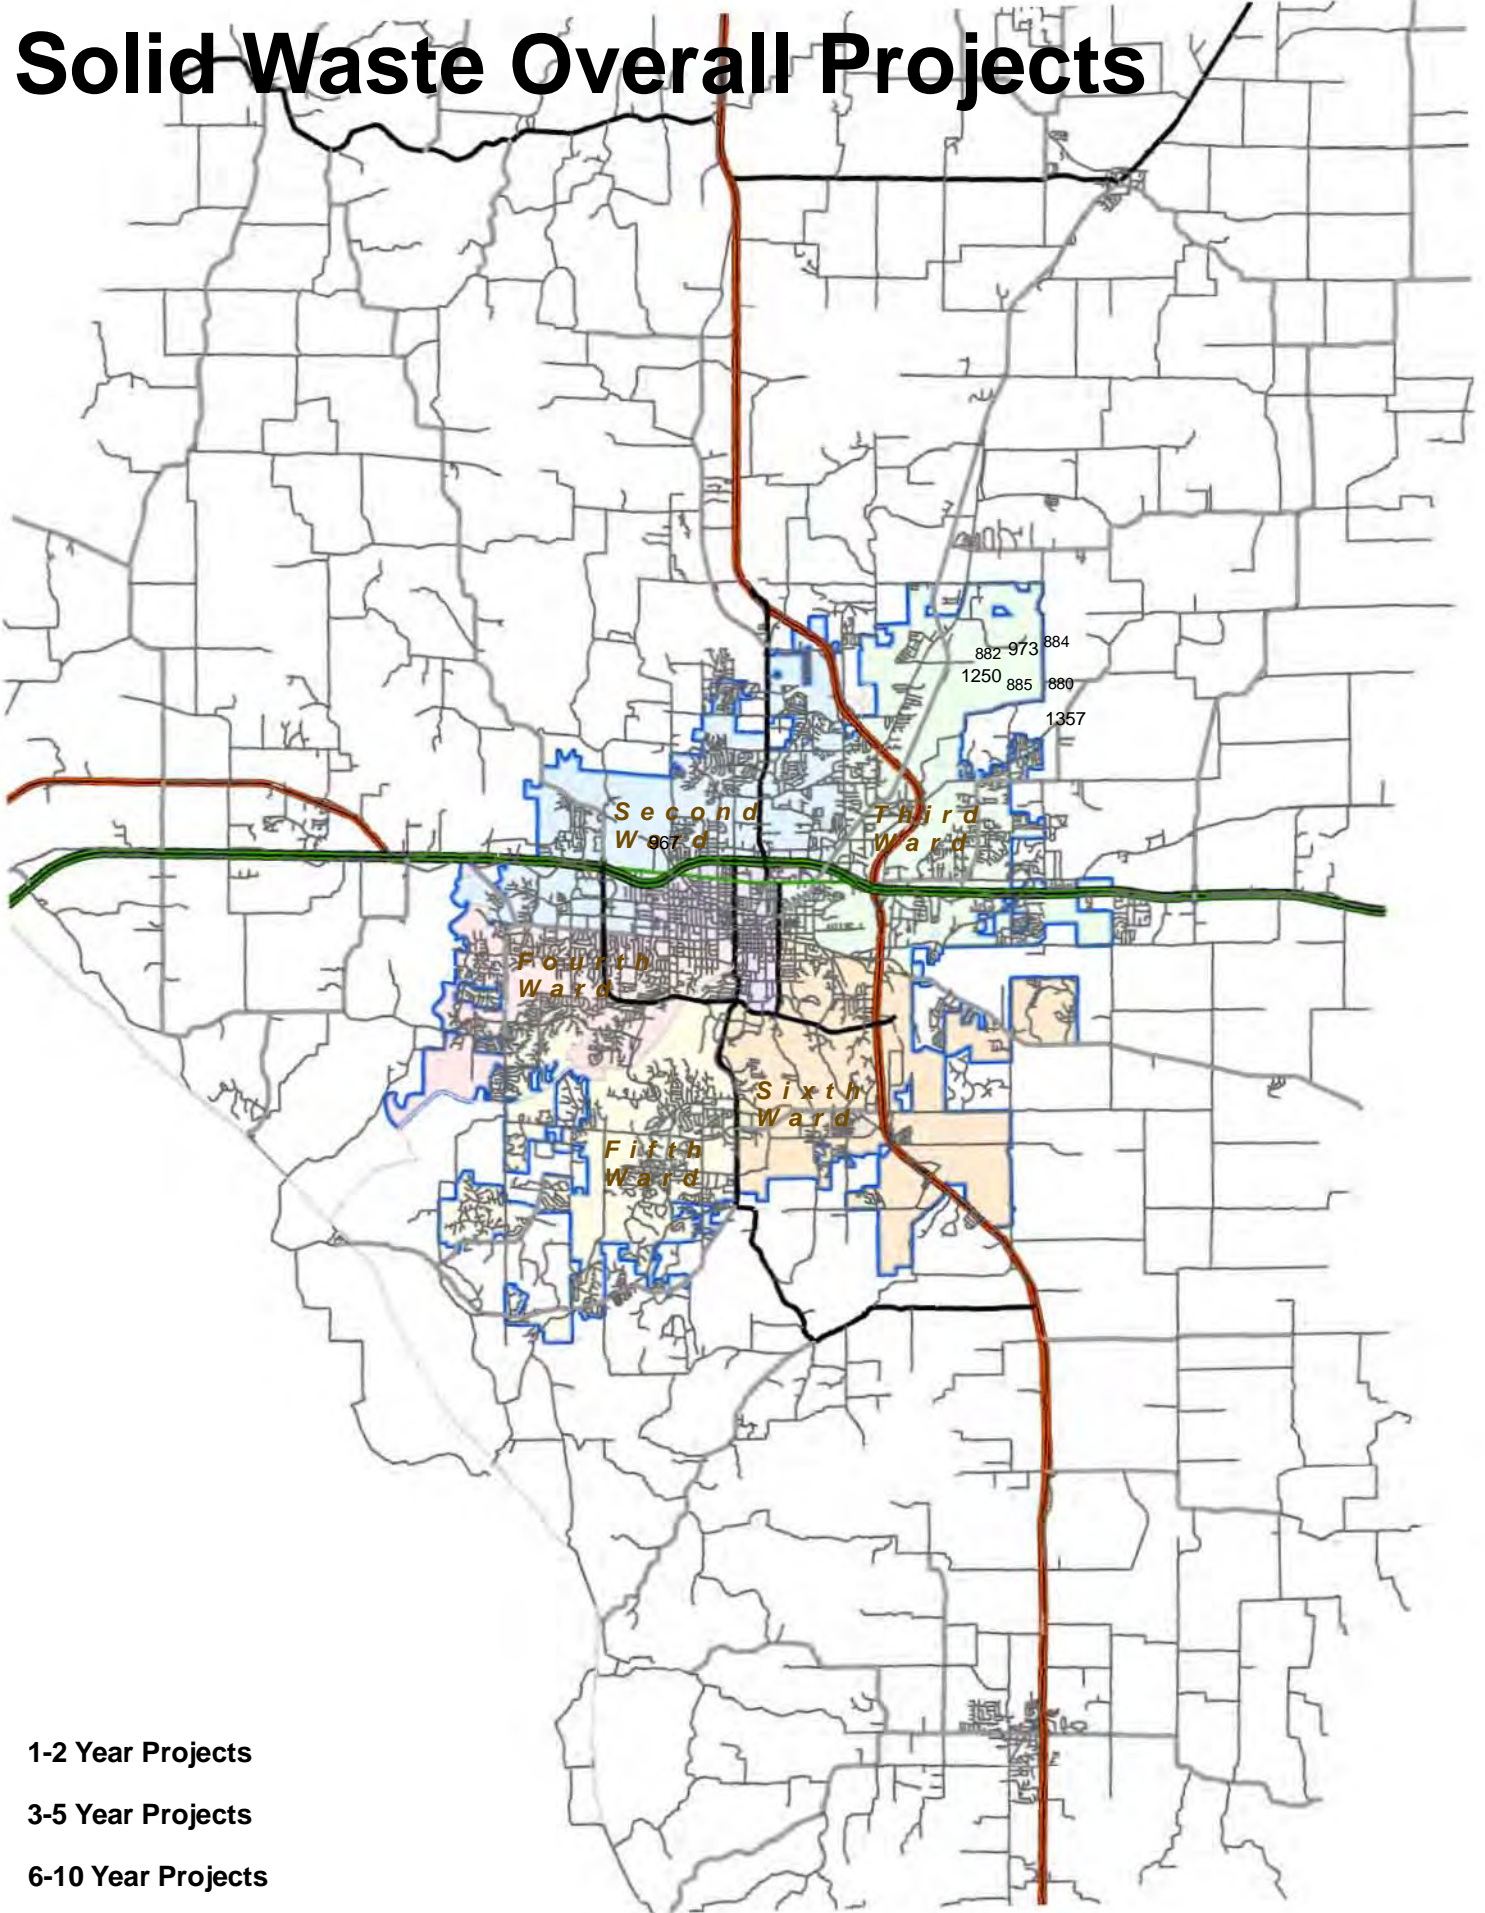 Solid Waste Overall Projects
884
882 973
1250
885 880
1357
Second
Ward
967
Third
Ward
Fourth
Ward
Sixth
Ward
Fifth
Ward
1-2 Year Projects
3-5 Year Projects
6-10 Year Projects